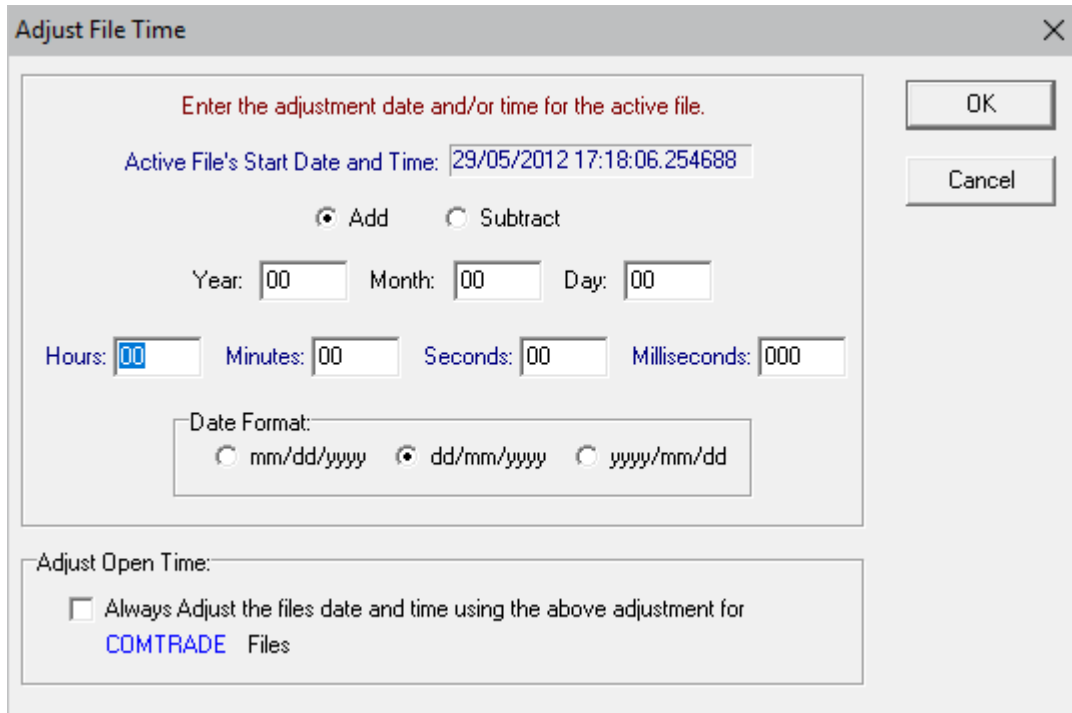 Adjust File Time
Enter the adjustment date and/or time for the active file.
OK
Active File's Start Date and Time: 29/05/2012 17:18:06.254688
Cancel
Add Subtract
Year: 00 Month: 00 Day: 00
Hours: 00 Minutes: 00 Seconds: 00 Milliseconds: 000
Date Format:
mm/dd/yyyy dd/mm/yyyy yyyy/mm/dd
Adjust Open Time:
Always Adjust the files date and time using the above adjustment for
COMTRADE Files